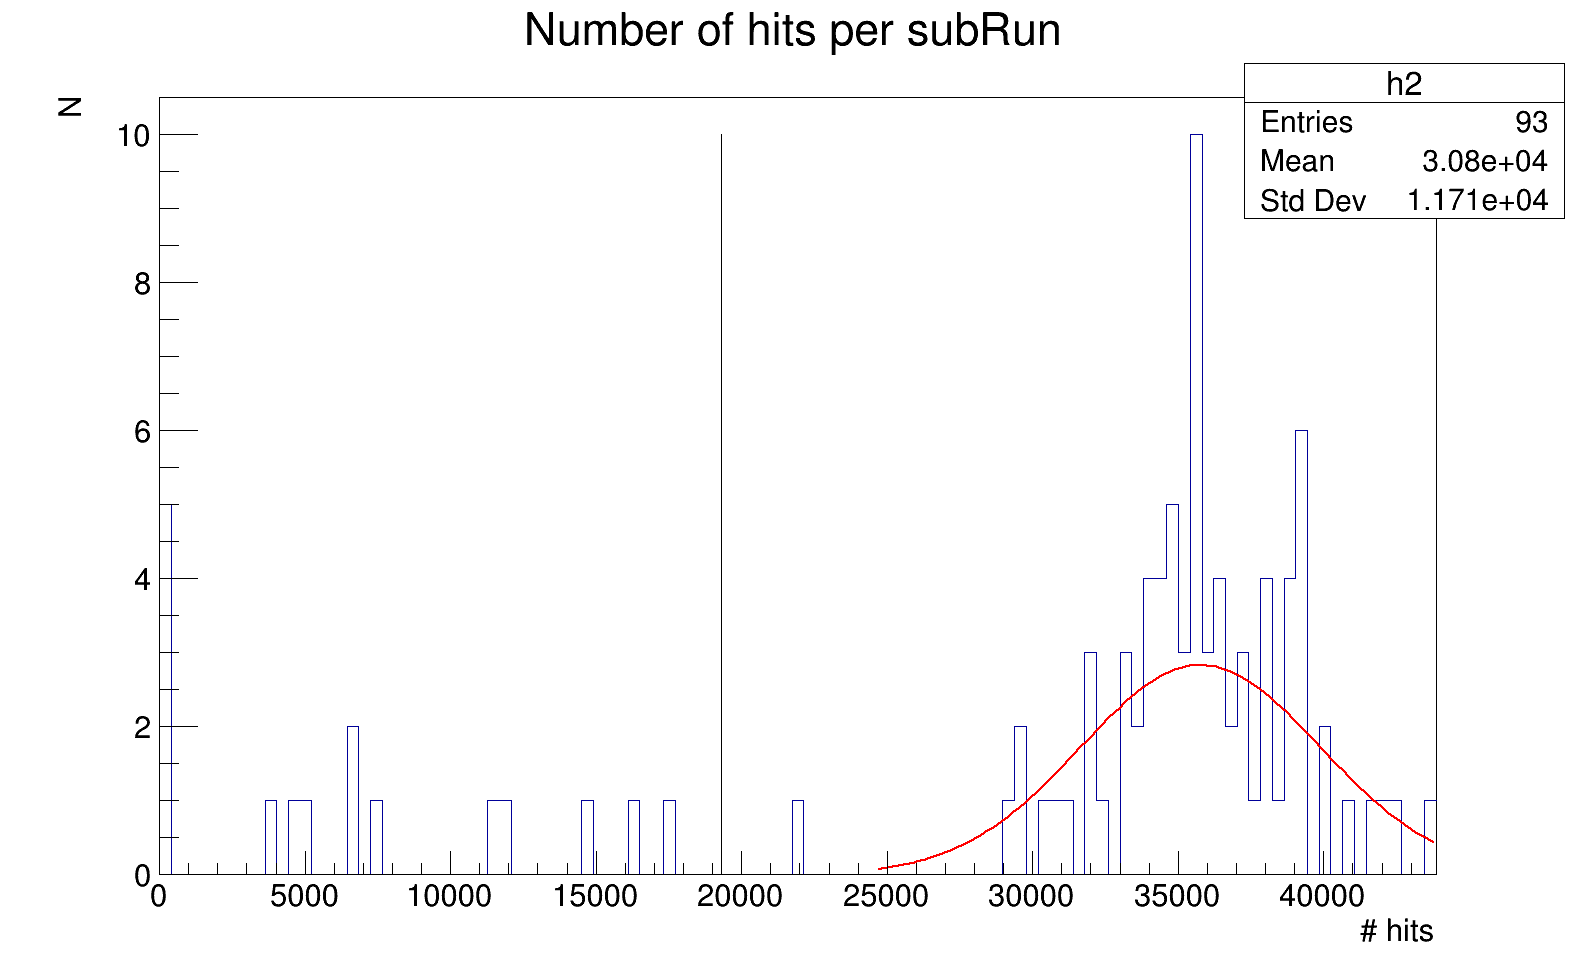 Number of hits per subRun
h2
Entries 93
Mean 3.08e+04
Std Dev 1.171e+04
N
10
8
6
4
2
0
0 5000 10000 15000 20000 25000 30000 35000 40000
# hits